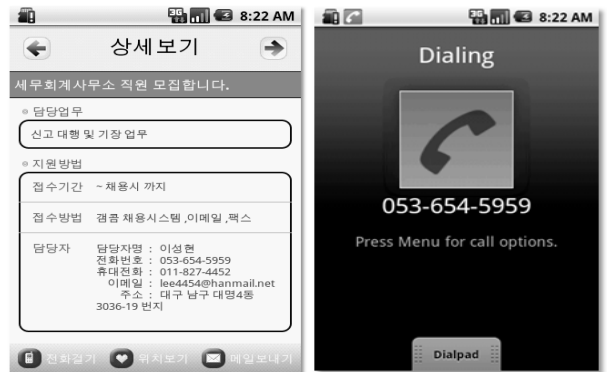 3G 8:22 AM
상세보기
세무회계사무소 직원 모집합니다.
담당업무
신고 대행 및 기장 업무
지원방법
접수기간 ~ 채용시 까지
접수방법 갬콤 채용시스템 ,이메일 ,팩스
담당자 담당자명 : 이성현
전화번호 : 053-654-5959
휴대전화 : 011-827-4452
이메일 : lee4454@hanmail.net
주소 : 대구 남구 대명4동
3036-19 번지
전화걸기 위치보기 메일보내기
3G 8:22 AM
Dialing
053-654-5959
Press Menu for call options.
Dialpad